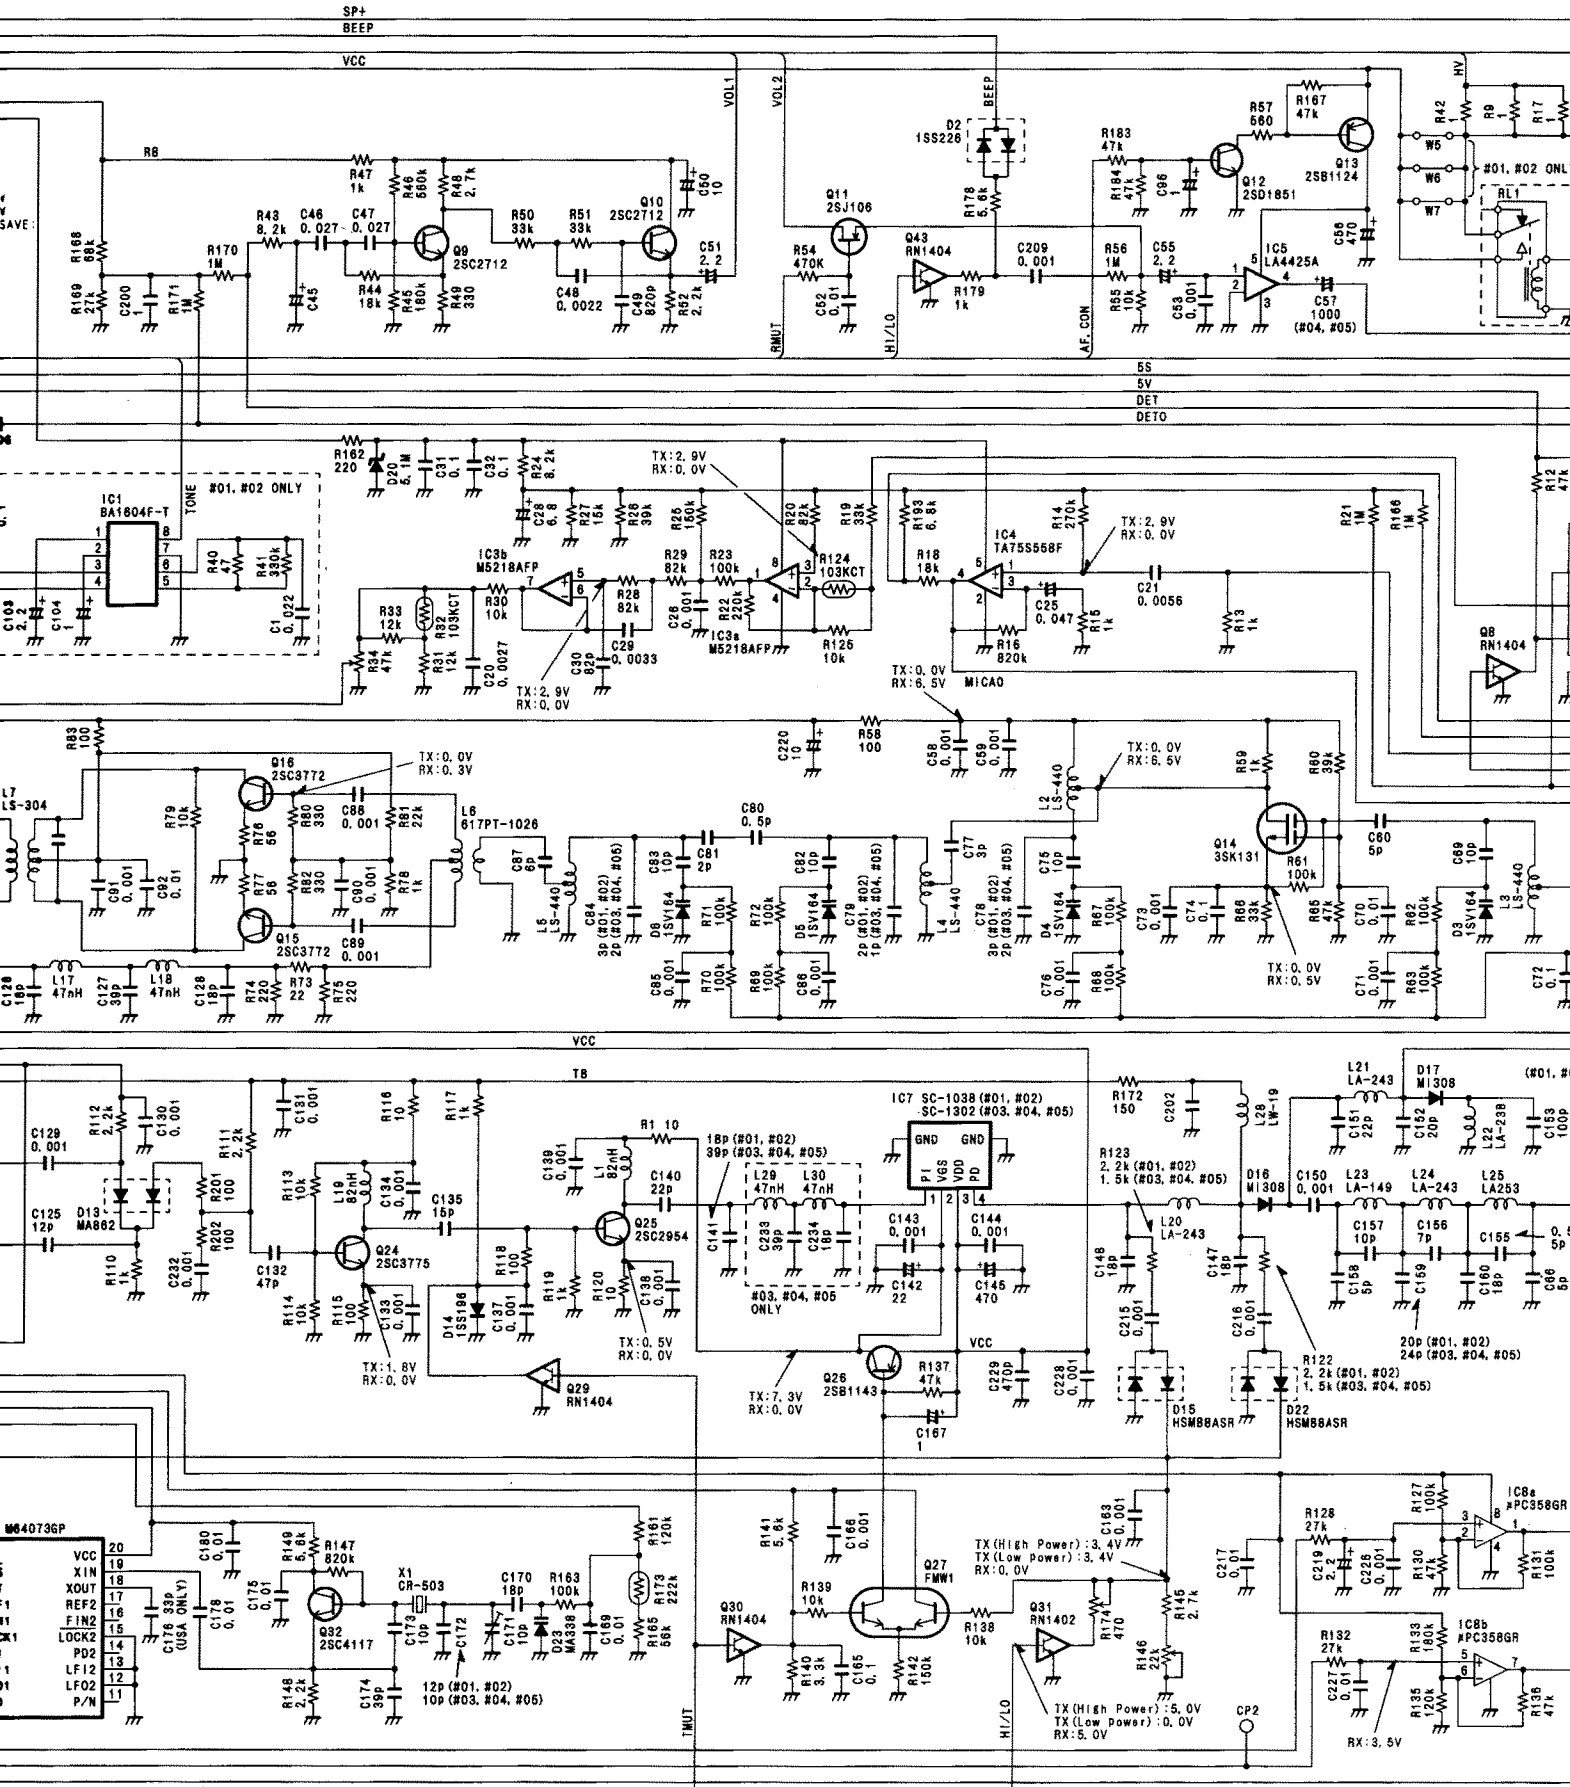 SP+
BEEP
VCC
VOL1
VOL2
BEEP
HV
D2
1SS226
R183
47k
R57
560
R167
47k
R42
1
R9
1
R17
1
W5
W6
W7
#01, #02 ONL
RL1
R8
R47
1k
R46
560k
R48
2.7k
Q10
2SC2712
C50
10
Q11
2SJ106
R178
5.6k
R184
47k
C96
1
Q12
2SD1851
Q13
2SB1124
SAVE:
R168
68k
R170
1M
R43
8.2k
C46
0.027
C47
0.027
Q9
2SC2712
R50
33k
R51
33k
C51
2.2
R54
470K
Q43
RN1404
C209
0.001
R56
1M
C55
2.2
IC5
LA4425A
C56
470
R169
27k
C200
1
R171
1M
C45
R44
18k
R45
180k
R49
330
C48
0.0022
C49
820p
R52
2.2k
C52
0.01
R179
1k
R55
10k
C53
0.001
C57
1000
(#04, #05)
RMUT
HI/LO
AF, CON
5S
5V
DET
DETO
R162
220
D20
5.1M
C31
0.1
C32
0.1
R24
8.2k
TX:2.9V
RX:0.0V
R12
47k
#01, #02 ONLY
IC1
BA1604F-T
TONE
1
2
3
4
8
7
6
5
R40
47
R41
330k
C103
2.2
C104
1
C1
0.022
C28
6.8
R27
15k
R26
39k
R25
150k
R20
82k
R19
33k
R193
6.8k
R14
270k
TX:2.9V
RX:0.0V
R21
1M
R166
1M
IC3b
M5218AFP
R29
82k
R23
100k
R124
103KCT
R18
18k
IC4
TA75S558F
C21
0.0056
R33
12k
R32
103KCT
R30
10k
R28
82k
C26
0.001
R22
220k
IC3a
M5218AFP
R125
10k
C25
0.047
R15
1k
R13
1k
Q8
RN1404
R34
47k
R31
12k
C20
0.0027
C30
82p
C29
0.0033
R16
820k
MICAO
TX:2.9V
RX:0.0V
TX:0.0V
RX:6.5V
R83
100
Q16
2SC3772
TX:0.0V
RX:0.3V
C220
10
R58
100
C58
0.001
C59
0.001
TX:0.0V
RX:6.5V
R59
1k
R60
39k
L7
LS-304
R79
10k
R76
56
R80
330
C88
0.001
R81
22k
L6
617PT-1026
C80
0.5p
L2
LS-440
Q14
3SK131
C60
5p
C69
10p
C91
0.001
C92
0.01
R77
56
R82
330
C90
0.001
R78
1k
C87
6p
L5
LS-440
C84
3p (#01, #02)
2p (#03, #04, #05)
C83
10p
C81
2p
C82
10p
C79
2p (#01, #02)
1p (#03, #04, #05)
L4
LS-440
C77
3p
C78
3p (#01, #02)
2p (#03, #04, #05)
C75
10p
R61
100k
L3
LS-440
Q15
2SC3772
C89
0.001
D6
1SV164
R71
100k
R72
100k
D5
1SV164
D4
1SV164
R67
100k
C73
0.001
C74
0.1
R66
33k
R65
47k
C70
0.01
R62
100k
D3
1SV164
C126
16p
L17
47nH
C127
39p
L18
47nH
C128
18p
R74
220
R73
22
R75
220
C85
0.001
R70
100k
R69
100k
C86
0.001
C76
0.001
R68
100k
TX:0.0V
RX:0.5V
C71
0.001
R63
100k
C72
0.1
VCC
T8
R112
2.2k
C130
0.001
R111
2.2k
C131
0.001
R116
10
R117
1k
R1 10
IC7 SC-1038 (#01, #02)
SC-1302 (#03, #04, #05)
R172
150
C202
L28
LW-19
L21
LA-243
D17
MI308
(#01, #
C151
22p
C152
20p
L22
LA-238
C153
100p
C129
0.001
R201
100
R113
10k
L19
82nH
C134
0.001
C135
15p
C139
0.001
L1
82nH
C140
22p
18p (#01, #02)
39p (#03, #04, #05)
L29
47nH
L30
47nH
GND
GND
PI
VGS
VDD
PD
1 2 3 4
R123
2.2k (#01, #02)
1.5k (#03, #04, #05)
D16
MI308
C150
0.001
L23
LA-149
L24
LA-243
L25
LA253
C125
12p
D13
MA862
R202
100
C132
47p
Q24
2SC3775
R118
100
Q25
2SC2954
C141
C233
39p
C234
18p
C143
0.001
C144
0.001
L20
LA-243
C148
18p
C147
18p
C157
10p
C156
7p
C155
0.5
5p
R110
1k
C232
0.001
R114
10k
R115
100
C133
0.001
D14
1SS196
C137
0.001
R119
1k
R120
10
C138
0.001
#03, #04, #05
ONLY
C142
22
C145
470
C215
0.001
C216
0.001
C158
5p
C159
C160
18p
C66
5p
TX:1.8V
RX:0.0V
TX:0.5V
RX:0.0V
Q29
RN1404
TX:7.3V
RX:0.0V
Q26
2SB1143
R137
47k
VCC
C229
470p
C228
0.001
R122
2.2k (#01, #02)
1.5k (#03, #04, #05)
20p (#01, #02)
24p (#03, #04, #05)
D15
HSM88ASR
D22
HSM88ASR
C167
1
M64073GP
VCC
XIN
XOUT
REF2
FIN2
LOCK2
PD2
LFI2
LFO2
P/N
20
19
18
17
16
15
14
13
12
11
C176 33p
(USA ONLY)
C180
0.01
C178
0.01
R149
5.6k
R147
820k
C175
0.01
Q32
2SC4117
X1
CR-503
C173
10p
C172
C170
18p
C171
10p
R163
100k
D23
MA338
C169
0.01
R161
120k
R173
222k
R165
56k
R148
2.2k
C174
39p
12p (#01, #02)
10p (#03, #04, #05)
Q30
RN1404
TMUT
R141
5.6k
C166
0.001
R139
10k
Q27
FMW1
R138
10k
R140
3.3k
C165
0.1
R142
150k
TX (High Power):3.4V
TX (Low power):3.4V
RX:0.0V
C163
0.001
Q31
RN1402
R174
470
R145
2.7k
R146
22k
HI/LO
TX (High Power):5.0V
TX (Low power):0.0V
RX:5.0V
CP2
C217
0.01
R128
27k
C219
2.2
C226
0.001
R127
100k
R130
47k
IC8a
μPC358GR
R131
100k
R132
27k
C227
0.01
R133
180k
R135
120k
IC8b
μPC358GR
R136
47k
RX:3.5V